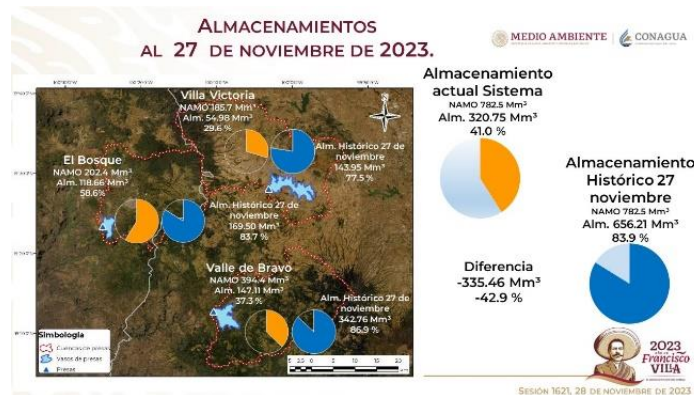 ALMACENAMIENTOS
AL 27 DE NOVIEMBRE DE 2023.
MEDIO AMBIENTE
CONAGUA
Villa Victoria
NAMO 185.7 Mm³
Alm. 54.98 Mm³
29.6 %
Alm. Histórico 27 de
noviembre
143.95 Mm³
77.5 %
El Bosque
NAMO 202.4 Mm³
Alm. 118.66 Mm³
58.6%
Alm. Histórico 27 de
noviembre
169.50 Mm³
83.7 %
Valle de Bravo
NAMO 394.4 Mm³
Alm. 147.11 Mm³
37.3 %
Alm. Histórico 27 de
noviembre
342.76 Mm³
86.9 %
Simbología
Cuencas de presas
Vasos de presas
Presas
Almacenamiento
actual Sistema
NAMO 782.5 Mm³
Alm. 320.75 Mm³
41.0 %
Almacenamiento
Histórico 27
noviembre
NAMO 782.5 Mm³
Alm. 656.21 Mm³
83.9 %
Diferencia
-335.46 Mm³
-42.9 %
2023
Francisco
VILLA
SESIÓN 1621, 28 DE NOVIEMBRE DE 2023